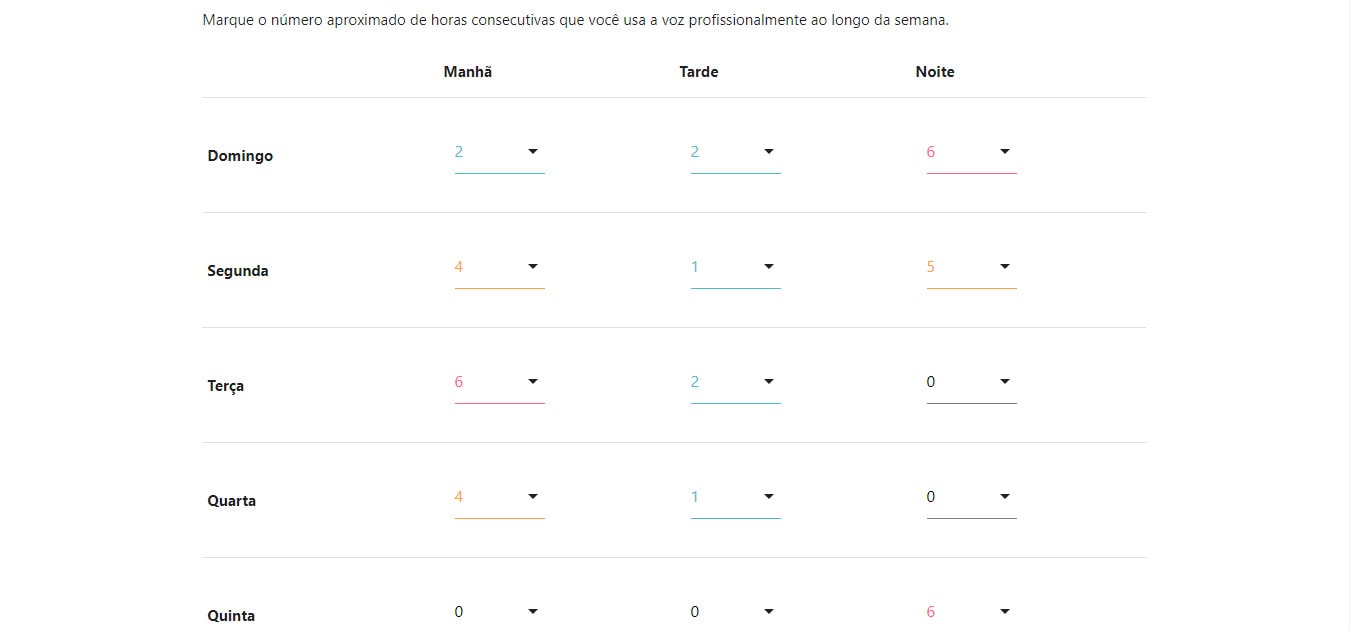 Marque o número aproximado de horas consecutivas que você usa a voz profissionalmente ao longo da semana.
Manhã Tarde Noite
Domingo 2 2 6
Segunda 4 1 5
Terça 6 2 0
Quarta 4 1 0
Quinta 0 0 6